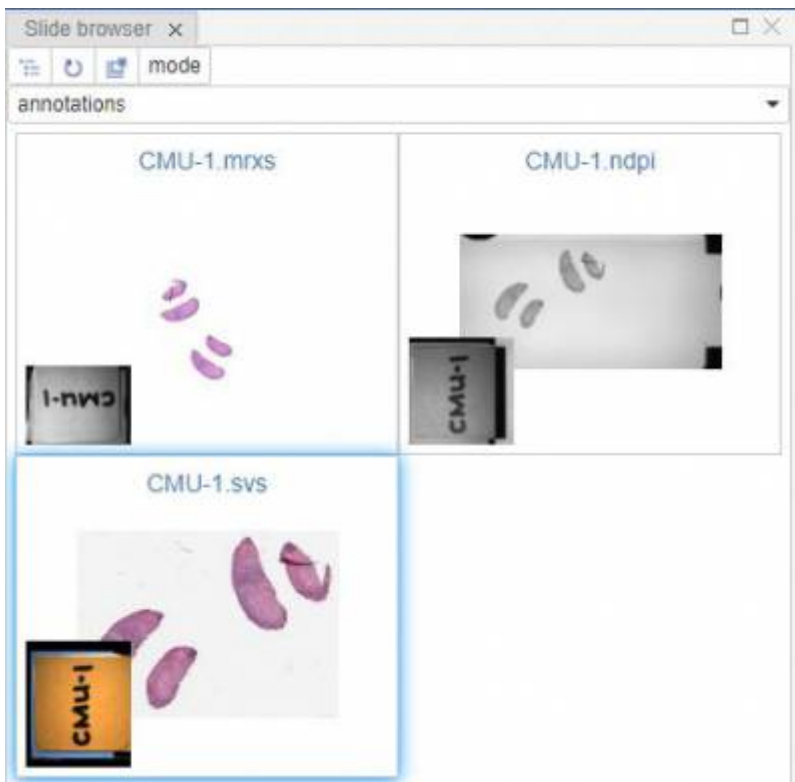 Slide browser
mode
annotations
CMU-1.mrxs
CMU-1.ndpi
CMU-1
CMU-1
CMU-1.svs
CMU-1